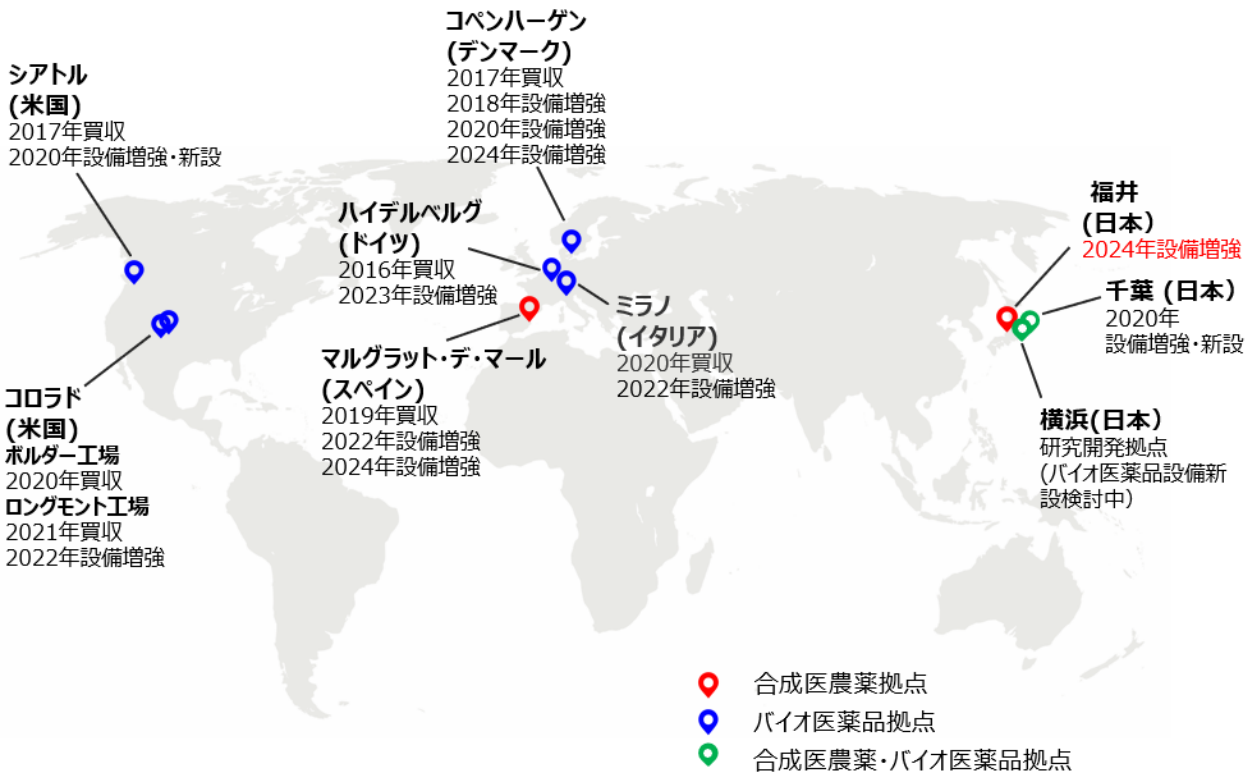 シアトル
(米国)
2017年買収
2020年設備増強・新設
コペンハーゲン
(デンマーク)
2017年買収
2018年設備増強
2020年設備増強
2024年設備増強
ハイデルベルグ
(ドイツ)
2016年買収
2023年設備増強
マルグラット・デ・マール
(スペイン)
2019年買収
2022年設備増強
2024年設備増強
ミラノ
(イタリア)
2020年買収
2022年設備増強
福井
(日本)
2024年設備増強
千葉 (日本)
2020年
設備増強・新設
横浜(日本)
研究開発拠点
(バイオ医薬品設備新
設検討中)
コロラド
(米国)
ボルダー工場
2020年買収
ロングモント工場
2021年買収
2022年設備増強
合成医農薬拠点
バイオ医薬品拠点
合成医農薬・バイオ医薬品拠点